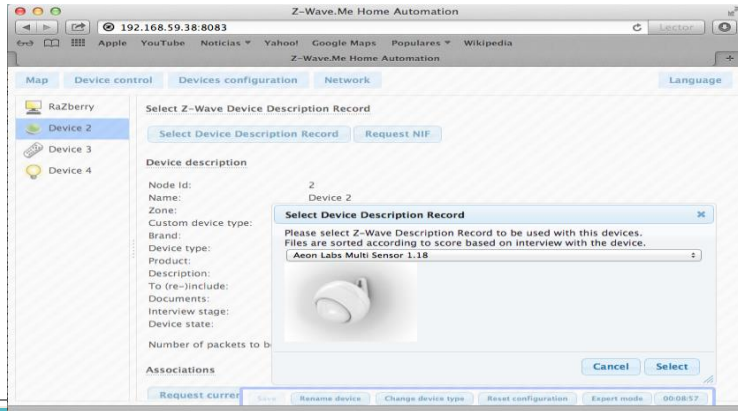 Z-Wave.Me Home Automation
192.168.59.38:8083
Lector
Apple YouTube Noticias Yahoo! Google Maps Populares Wikipedia
Z-Wave.Me Home Automation
Map Device control Devices configuration Network Language
RaZberry
Device 2
Device 3
Device 4
Select Z-Wave Device Description Record
Select Device Description Record Request NIF
Device description
Node Id: 2
Name: Device 2
Zone:
Custom device type:
Brand:
Device type:
Product:
Description:
To (re-)include:
Documents:
Interview stage:
Device state:
Number of packets to b
Associations
Request curren
Select Device Description Record
Please select Z-Wave Description Record to be used with this devices.
Files are sorted according to score based on interview with the device.
Aeon Labs Multi Sensor 1.18
Cancel Select
Save Rename device Change device type Reset configuration Expert mode 00:08:57